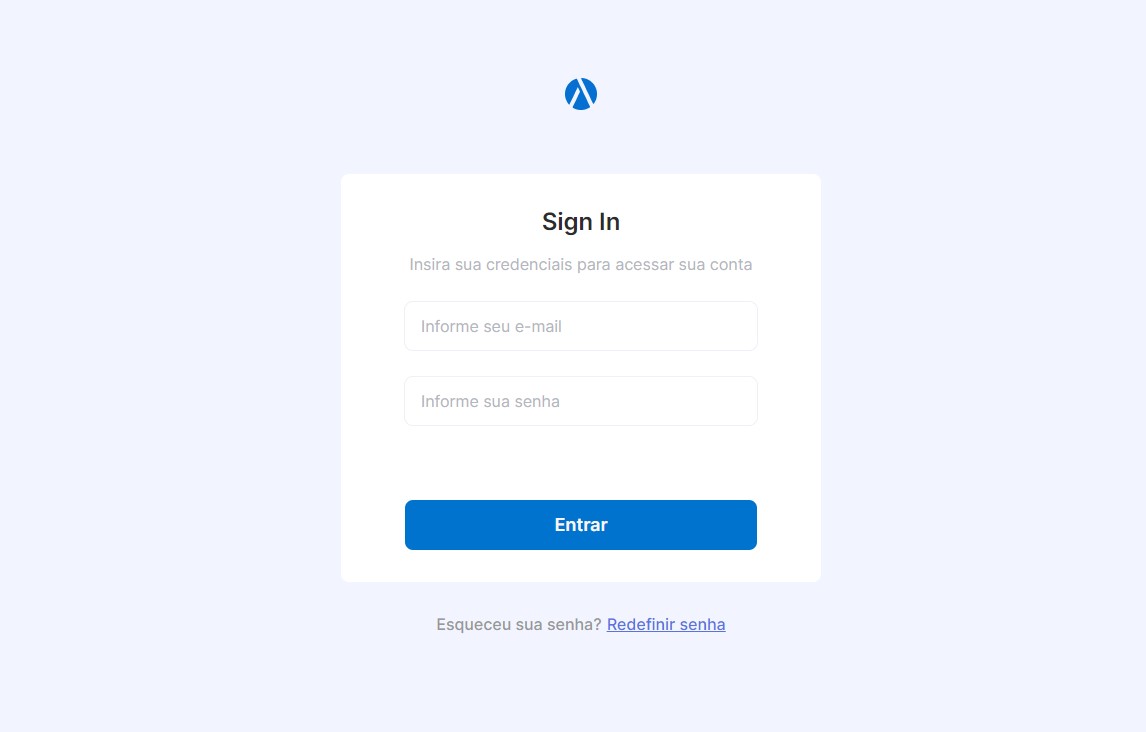 Sign In
Insira sua credenciais para acessar sua conta
Informe seu e-mail
Informe sua senha
Entrar
Esqueceu sua senha? Redefinir senha